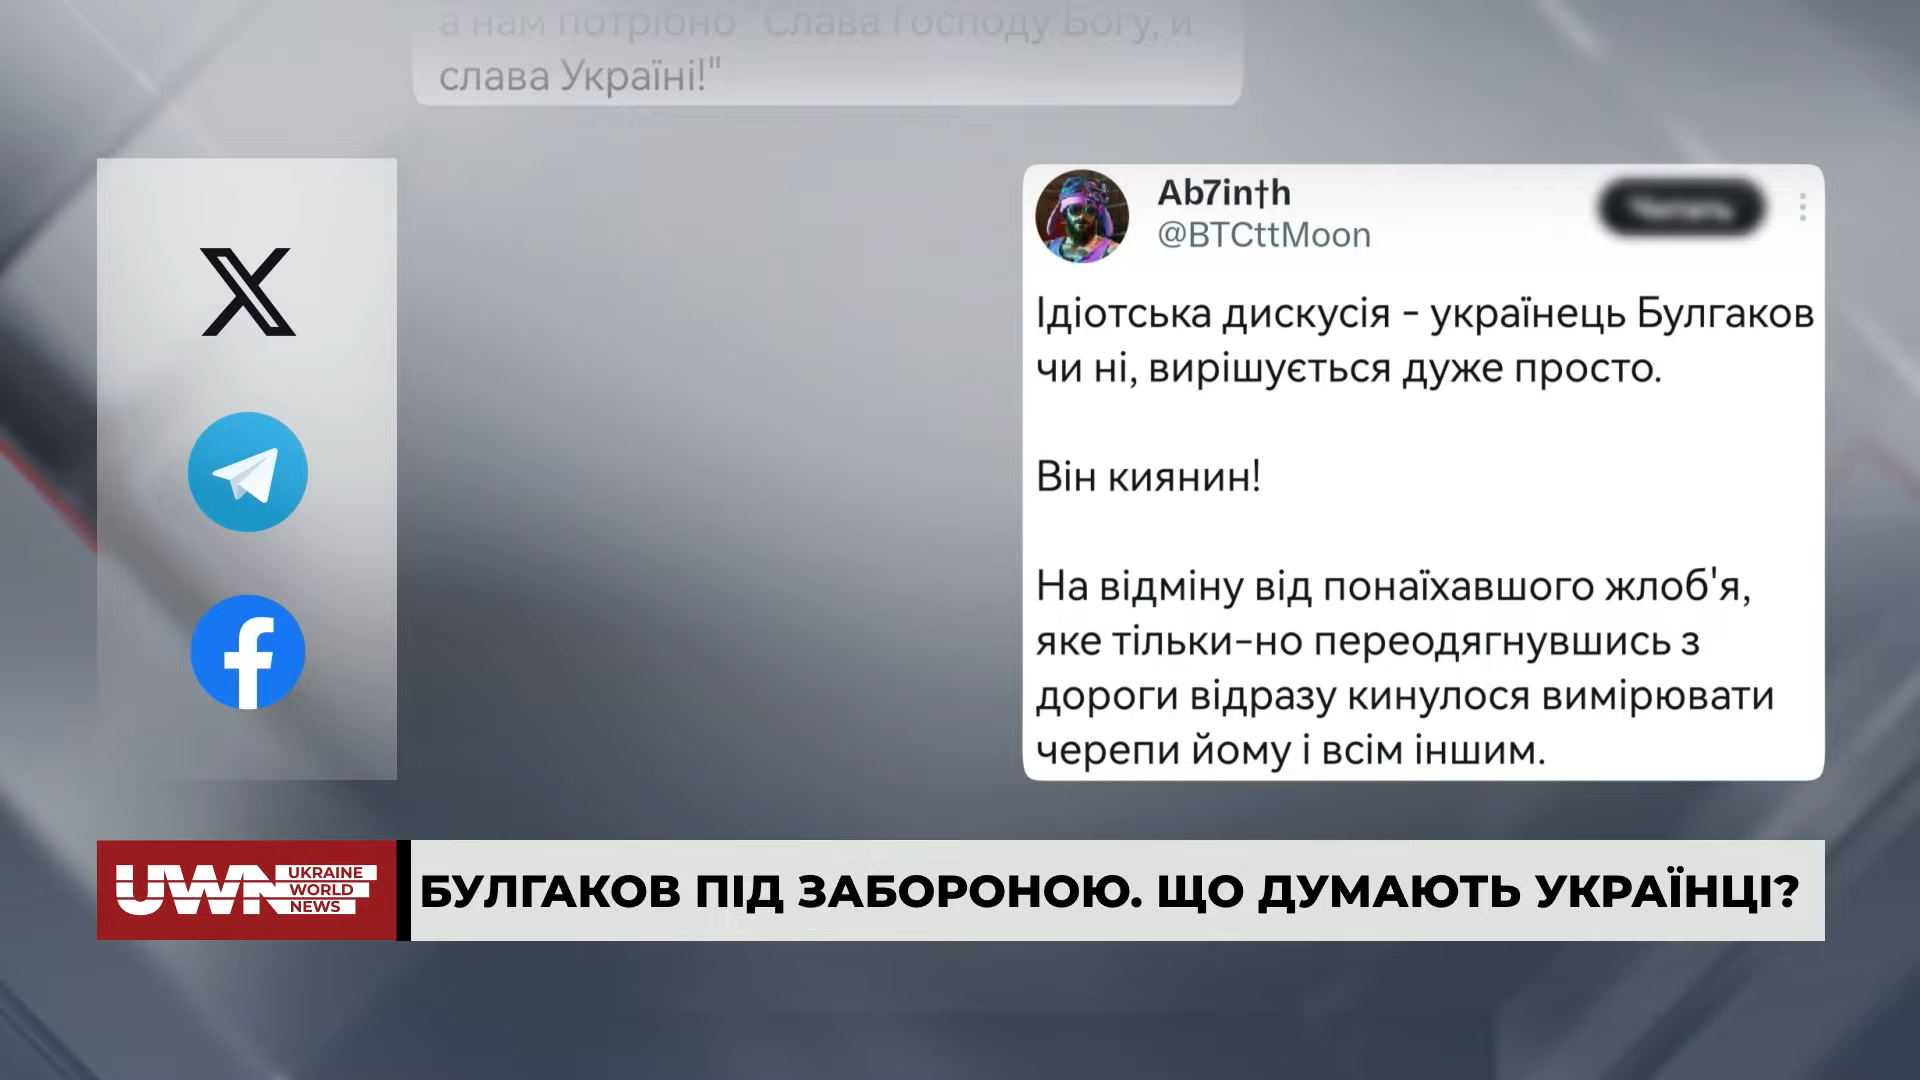 а нам потрібно "Слава Господу Богу, и
слава Україні!"
Ab7in†h
@BTCttMoon
Читать
Ідіотська дискусія - українець Булгаков
чи ні, вирішується дуже просто.
Він киянин!
На відміну від понаїхавшого жлоб'я,
яке тільки-но переодягнувшись з
дороги відразу кинулося вимірювати
черепи йому і всім іншим.
UWN UKRAINE
WORLD
NEWS
БУЛГАКОВ ПІД ЗАБОРОНОЮ. ЩО ДУМАЮТЬ УКРАЇНЦІ?